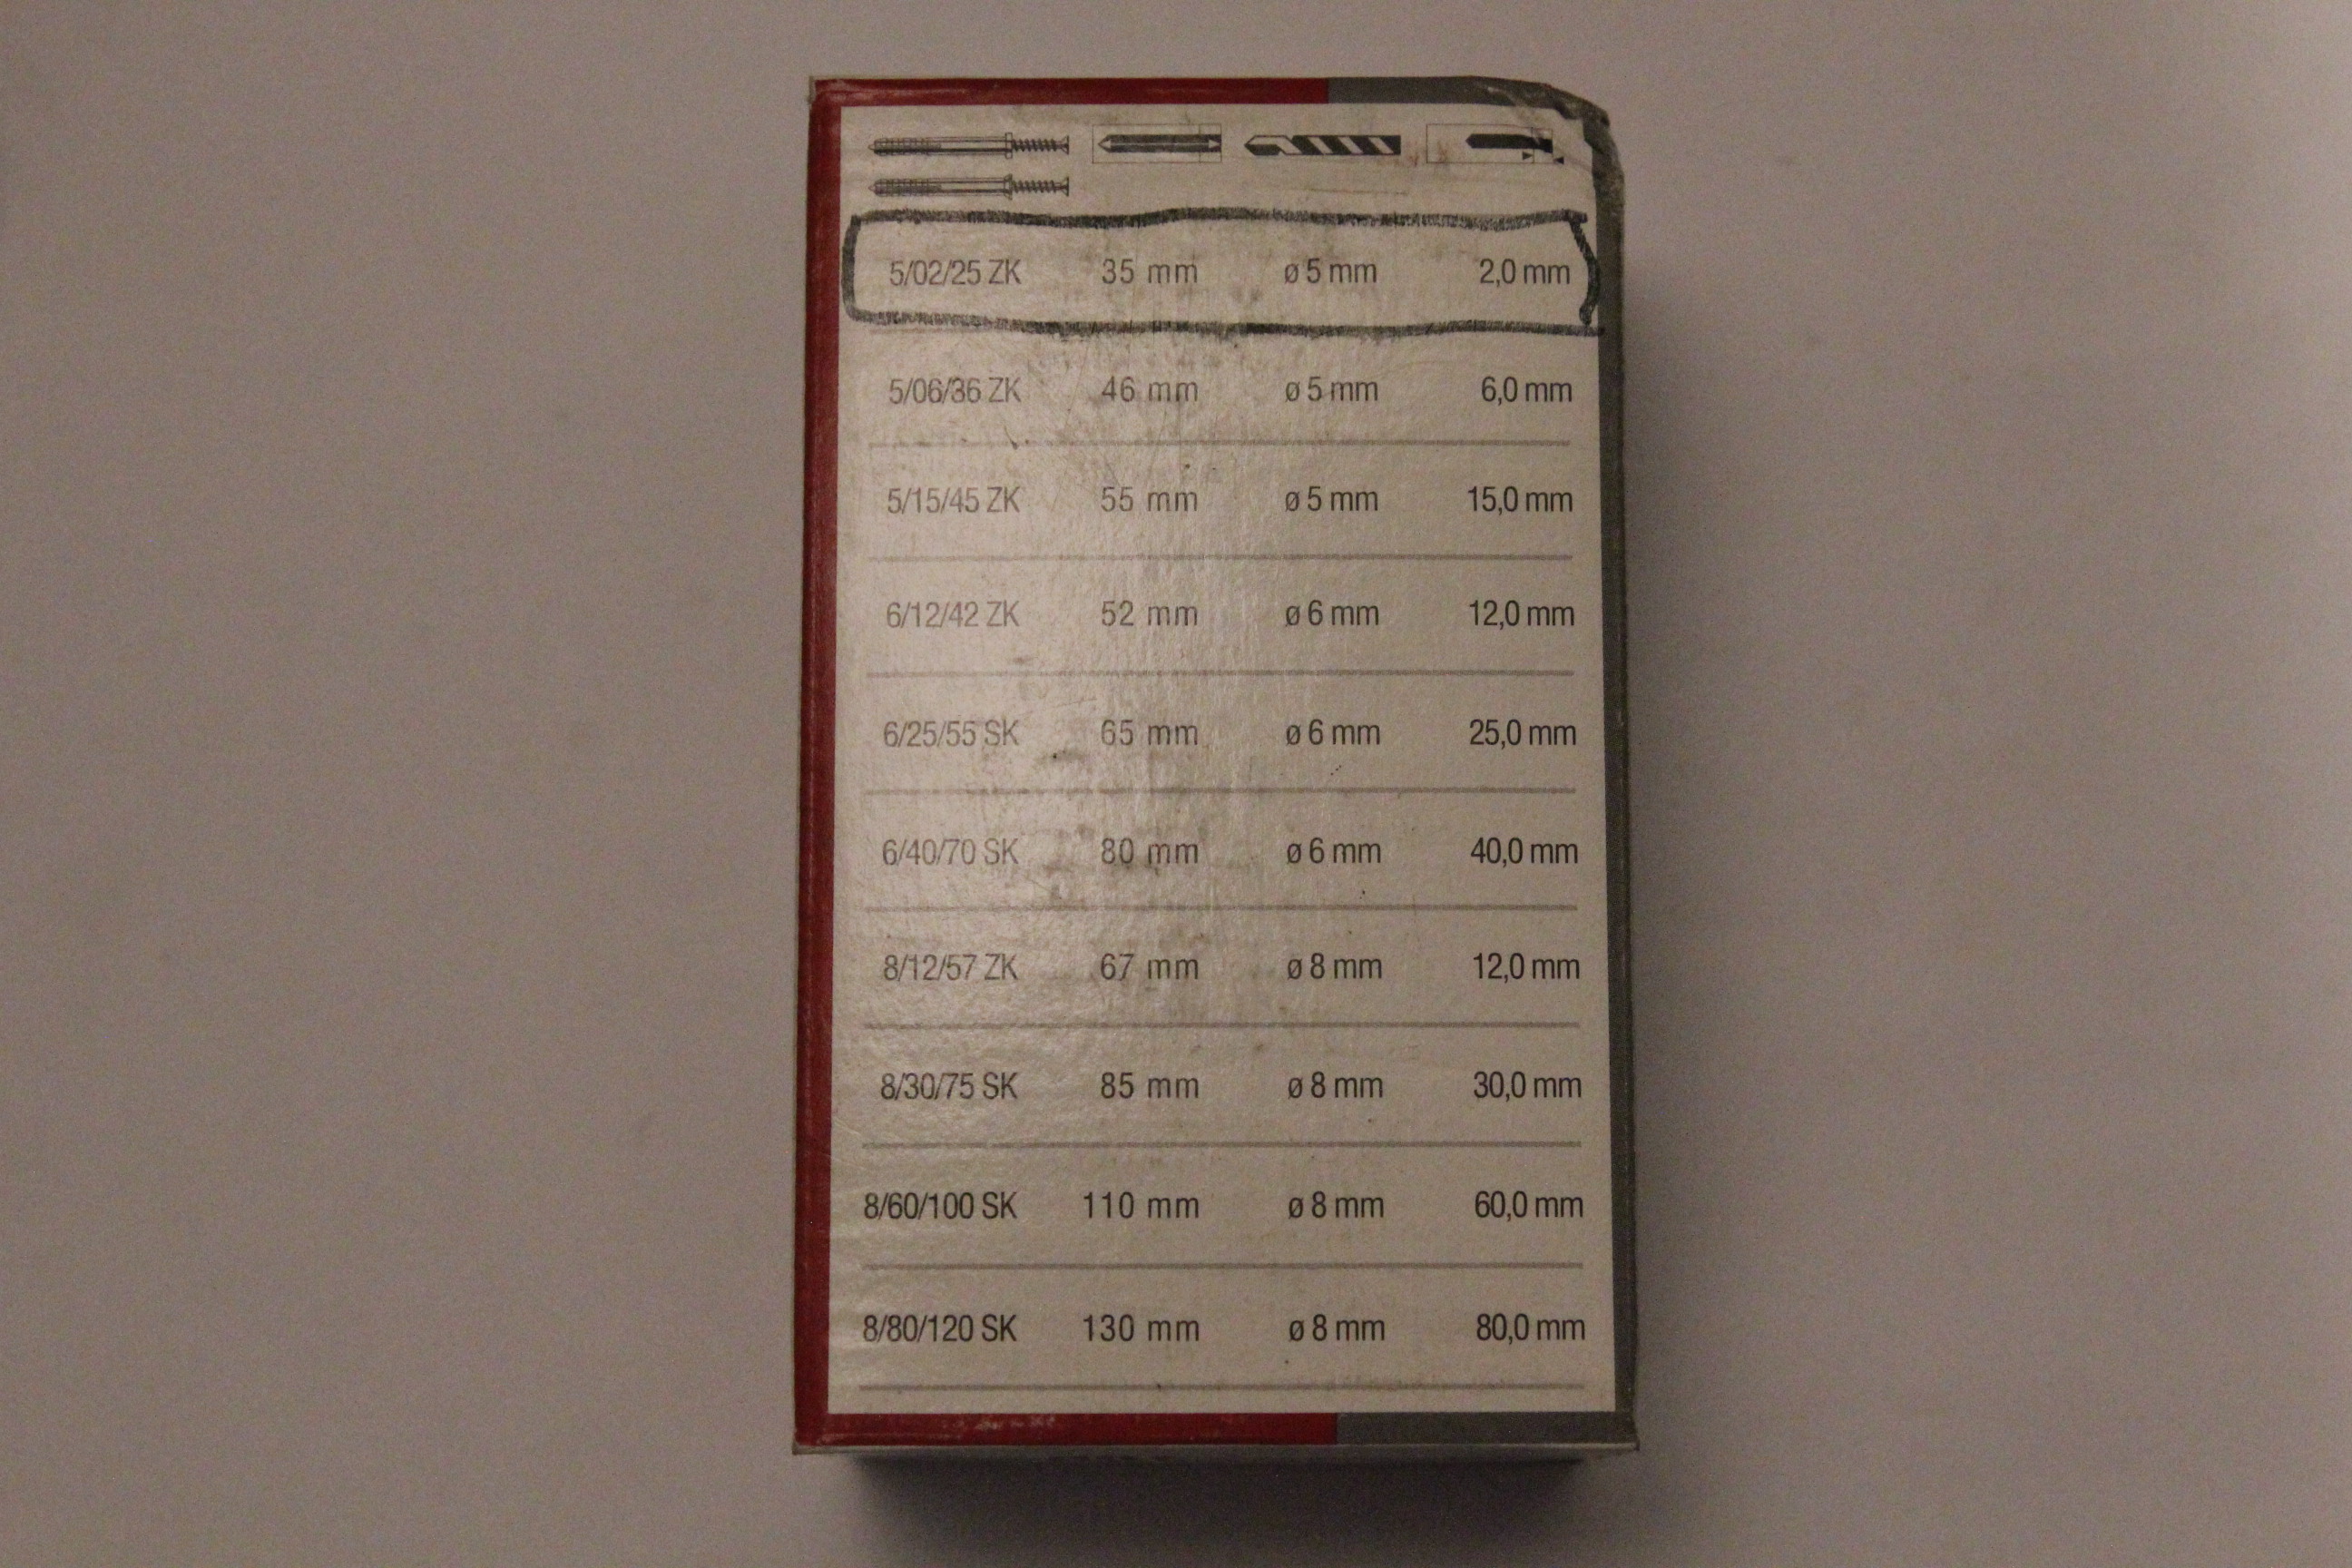 5/02/25 ZK 35 mm ø 5 mm 2,0 mm
5/06/36 ZK 46 mm ø 5 mm 6,0 mm
5/15/45 ZK 55 mm ø 5 mm 15,0 mm
6/12/42 ZK 52 mm ø 6 mm 12,0 mm
6/25/55 SK 65 mm ø 6 mm 25,0 mm
6/40/70 SK 80 mm ø 6 mm 40,0 mm
8/12/57 ZK 67 mm ø 8 mm 12,0 mm
8/30/75 SK 85 mm ø 8 mm 30,0 mm
8/60/100 SK 110 mm ø 8 mm 60,0 mm
8/80/120 SK 130 mm ø 8 mm 80,0 mm